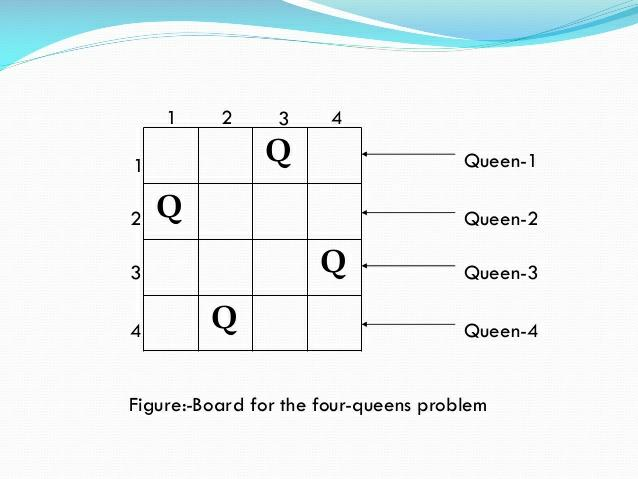 1 2 3 4
1 Q Queen-1
2 Q Queen-2
3 Q Queen-3
4 Q Queen-4
Figure:-Board for the four-queens problem